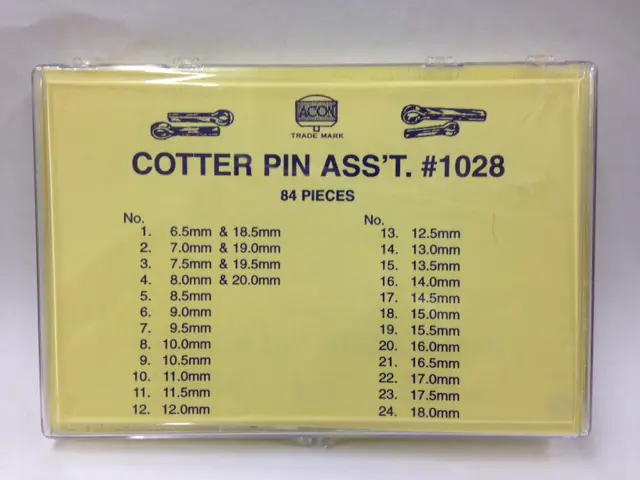 ACON
TRADE MARK
COTTER PIN ASS'T. #1028
84 PIECES
No.
1. 6.5mm & 18.5mm
2. 7.0mm & 19.0mm
3. 7.5mm & 19.5mm
4. 8.0mm & 20.0mm
5. 8.5mm
6. 9.0mm
7. 9.5mm
8. 10.0mm
9. 10.5mm
10. 11.0mm
11. 11.5mm
12. 12.0mm
No.
13. 12.5mm
14. 13.0mm
15. 13.5mm
16. 14.0mm
17. 14.5mm
18. 15.0mm
19. 15.5mm
20. 16.0mm
21. 16.5mm
22. 17.0mm
23. 17.5mm
24. 18.0mm